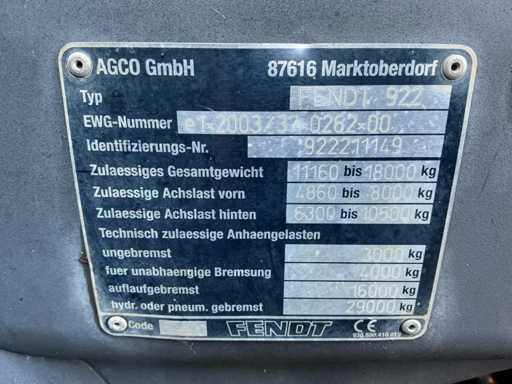 AGCO GmbH 87616 Marktoberdorf
Typ FENDT 922
EWG-Nummer e1*2003/37*0262*00
Identifizierungs-Nr. 922211149
Zulaessiges Gesamtgewicht 11160 bis 18000 kg
Zulaessige Achslast vorn 4860 bis 8000 kg
Zulaessige Achslast hinten 6300 bis 10500 kg
Technisch zulaessige Anhaengelasten
ungebremst 3000 kg
fuer unabhaengige Bremsung 4000 kg
auflaufgebremst 16000 kg
hydr. oder pneum. gebremst 29000 kg
Code FENDT CE